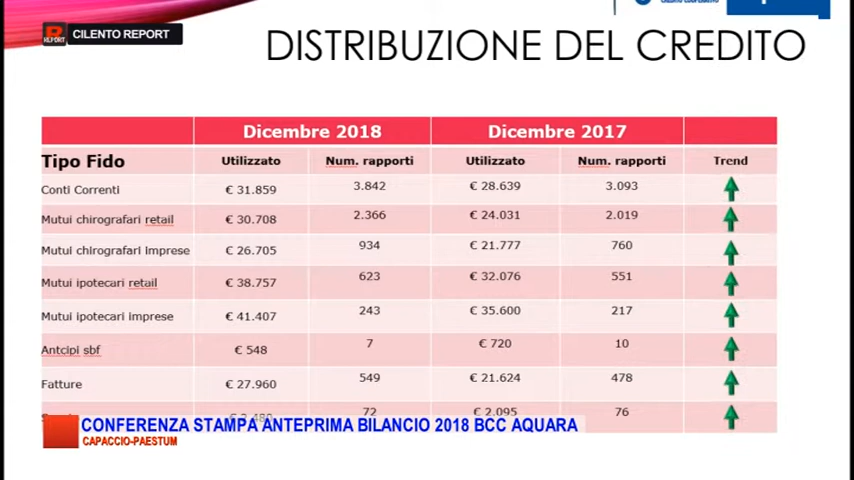 CREDITO COOPERATIVO
R REPORT CILENTO REPORT
DISTRIBUZIONE DEL CREDITO
Dicembre 2018 Dicembre 2017
Tipo Fido Utilizzato Num. rapporti Utilizzato Num. rapporti Trend
Conti Correnti € 31.859 3.842 € 28.639 3.093
Mutui chirografari retail € 30.708 2.366 € 24.031 2.019
Mutui chirografari Imprese € 26.705 934 € 21.777 760
Mutui ipotecari retail € 38.757 623 € 32.076 551
Mutui ipotecari imprese € 41.407 243 € 35.600 217
Antcipi sbf € 548 7 € 720 10
Fatture € 27.960 549 € 21.624 478
72 € 2.095 76
CONFERENZA STAMPA ANTEPRIMA BILANCIO 2018 BCC AQUARA
CAPACCIO-PAESTUM